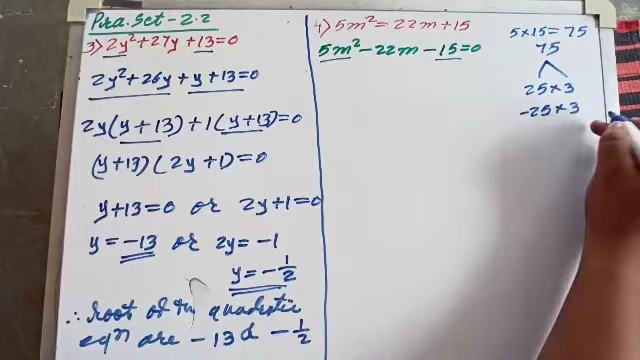 Pra. Set - 2.2
3) 2y² + 27y + 13 = 0
2y² + 26y + y + 13 = 0
2y(y + 13) + 1(y + 13) = 0
(y + 13)(2y + 1) = 0
y + 13 = 0 or 2y + 1 = 0
y = -13 or 2y = -1
y = -1/2
∴ Root of the quadratic
eqn are -13 & -1/2
4) 5m² = 22m + 15
5m² - 22m - 15 = 0
5 × 15 = 75
75
25 × 3
-25 × 3